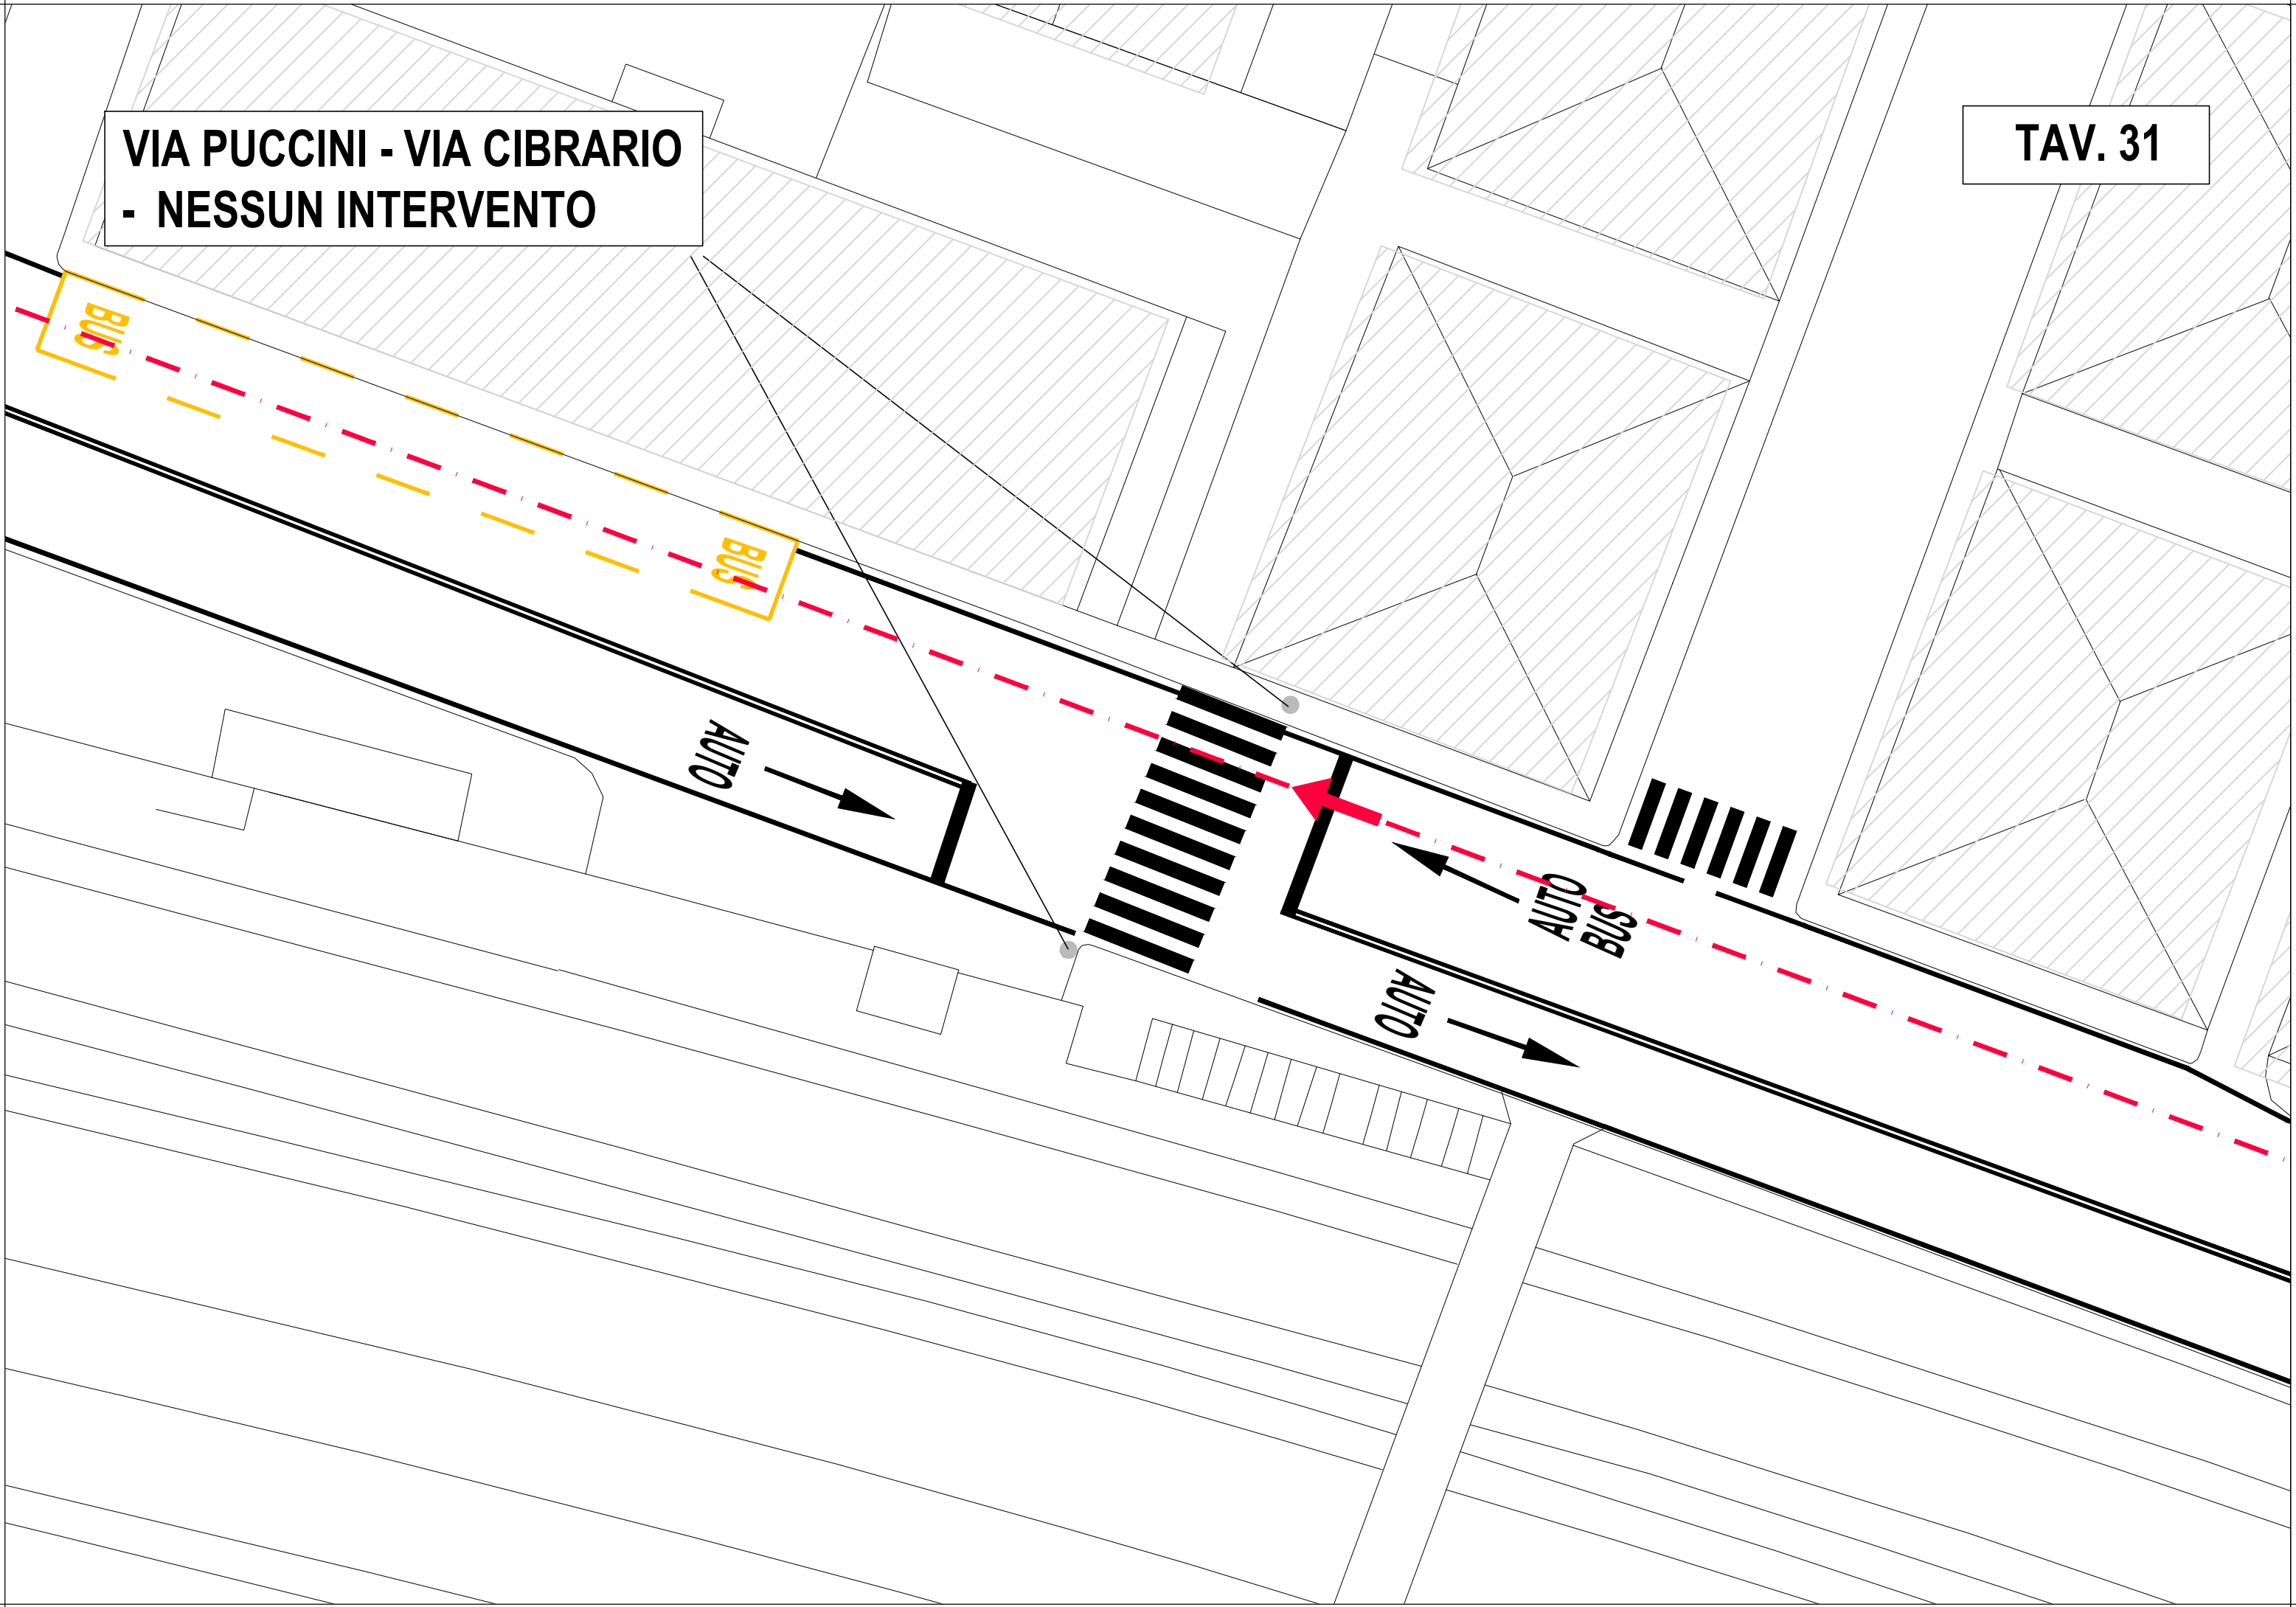 VIA PUCCINI - VIA CIBRARIO
- NESSUN INTERVENTO
TAV. 31
BUS
BUS
AUTO
AUTO
BUS
AUTO